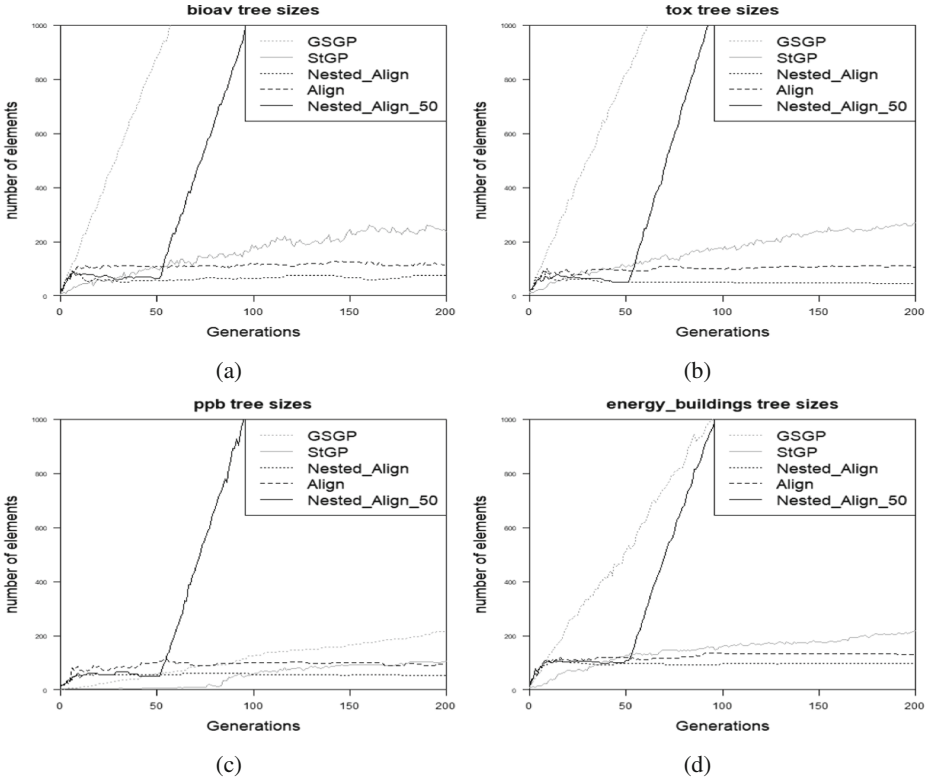 bioav tree sizes
number of elements
1000
800
600
400
200
0
GSGP
StGP
Nested_Align
Align
Nested_Align_50
0 50 100 150 200
Generations
(a)
tox tree sizes
number of elements
1000
800
600
400
200
0
GSGP
StGP
Nested_Align
Align
Nested_Align_50
0 50 100 150 200
Generations
(b)
ppb tree sizes
number of elements
1000
800
600
400
200
0
GSGP
StGP
Nested_Align
Align
Nested_Align_50
0 50 100 150 200
Generations
(c)
energy_buildings tree sizes
number of elements
1000
800
600
400
200
0
GSGP
StGP
Nested_Align
Align
Nested_Align_50
0 50 100 150 200
Generations
(d)